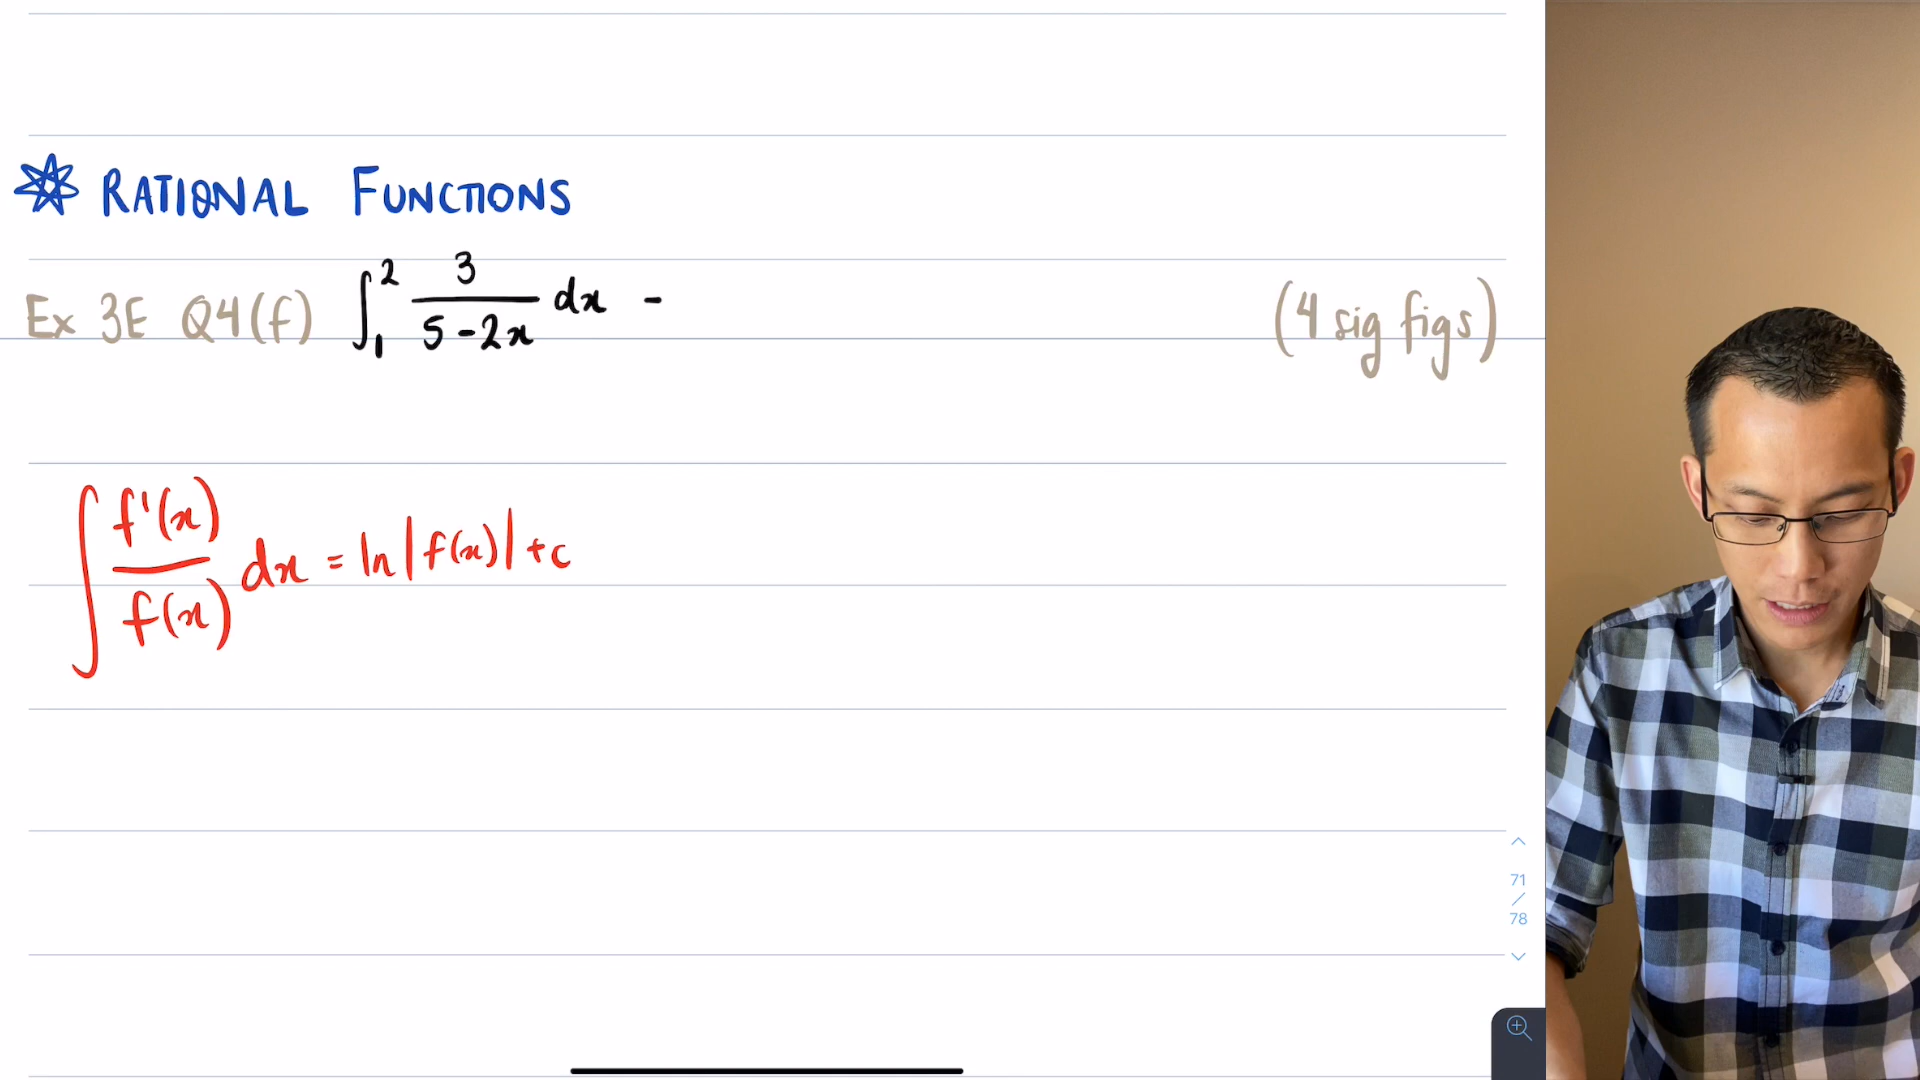 RATIONAL FUNCTIONS
Ex 3E Q4(f) ∫₁² 3/(5-2x) dx - (4 sig figs)
∫ f'(x)/f(x) dx = ln|f(x)| + c
71
/
78